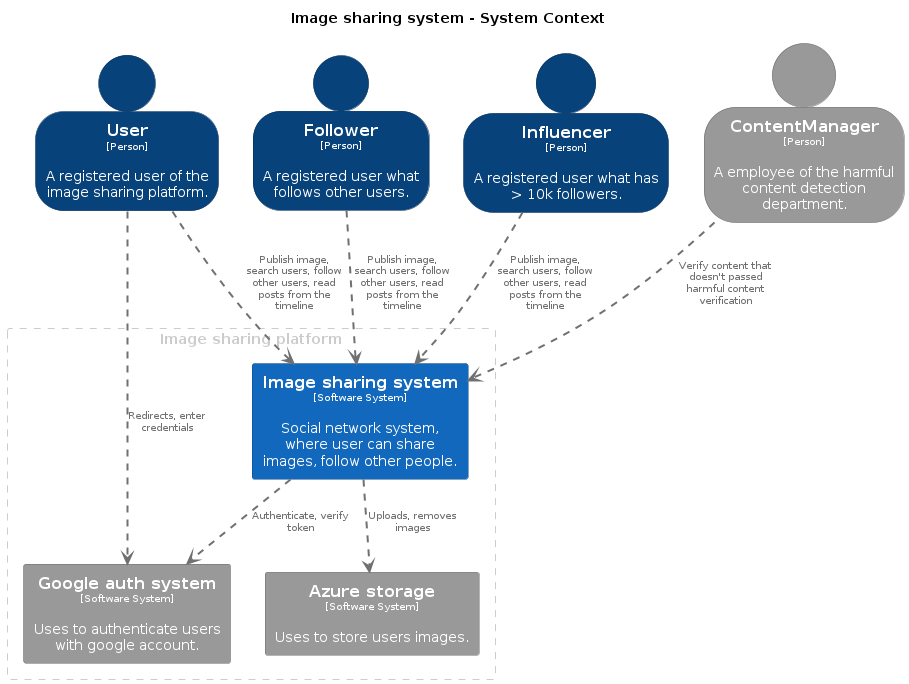 Image sharing system - System Context
User
[Person]
A registered user of the
image sharing platform.
Follower
[Person]
A registered user what
follows other users.
Influencer
[Person]
A registered user what has
> 10k followers.
ContentManager
[Person]
A employee of the harmful
content detection
department.
Publish image,
search users, follow
other users, read
posts from the
timeline
Publish image,
search users, follow
other users, read
posts from the
timeline
Publish image,
search users, follow
other users, read
posts from the
timeline
Verify content that
doesn't passed
harmful content
verification
Image sharing platform
Image sharing system
[Software System]
Social network system,
where user can share
images, follow other people.
Redirects, enter
credentials
Authenticate, verify
token
Uploads, removes
images
Google auth system
[Software System]
Uses to authenticate users
with google account.
Azure storage
[Software System]
Uses to store users images.